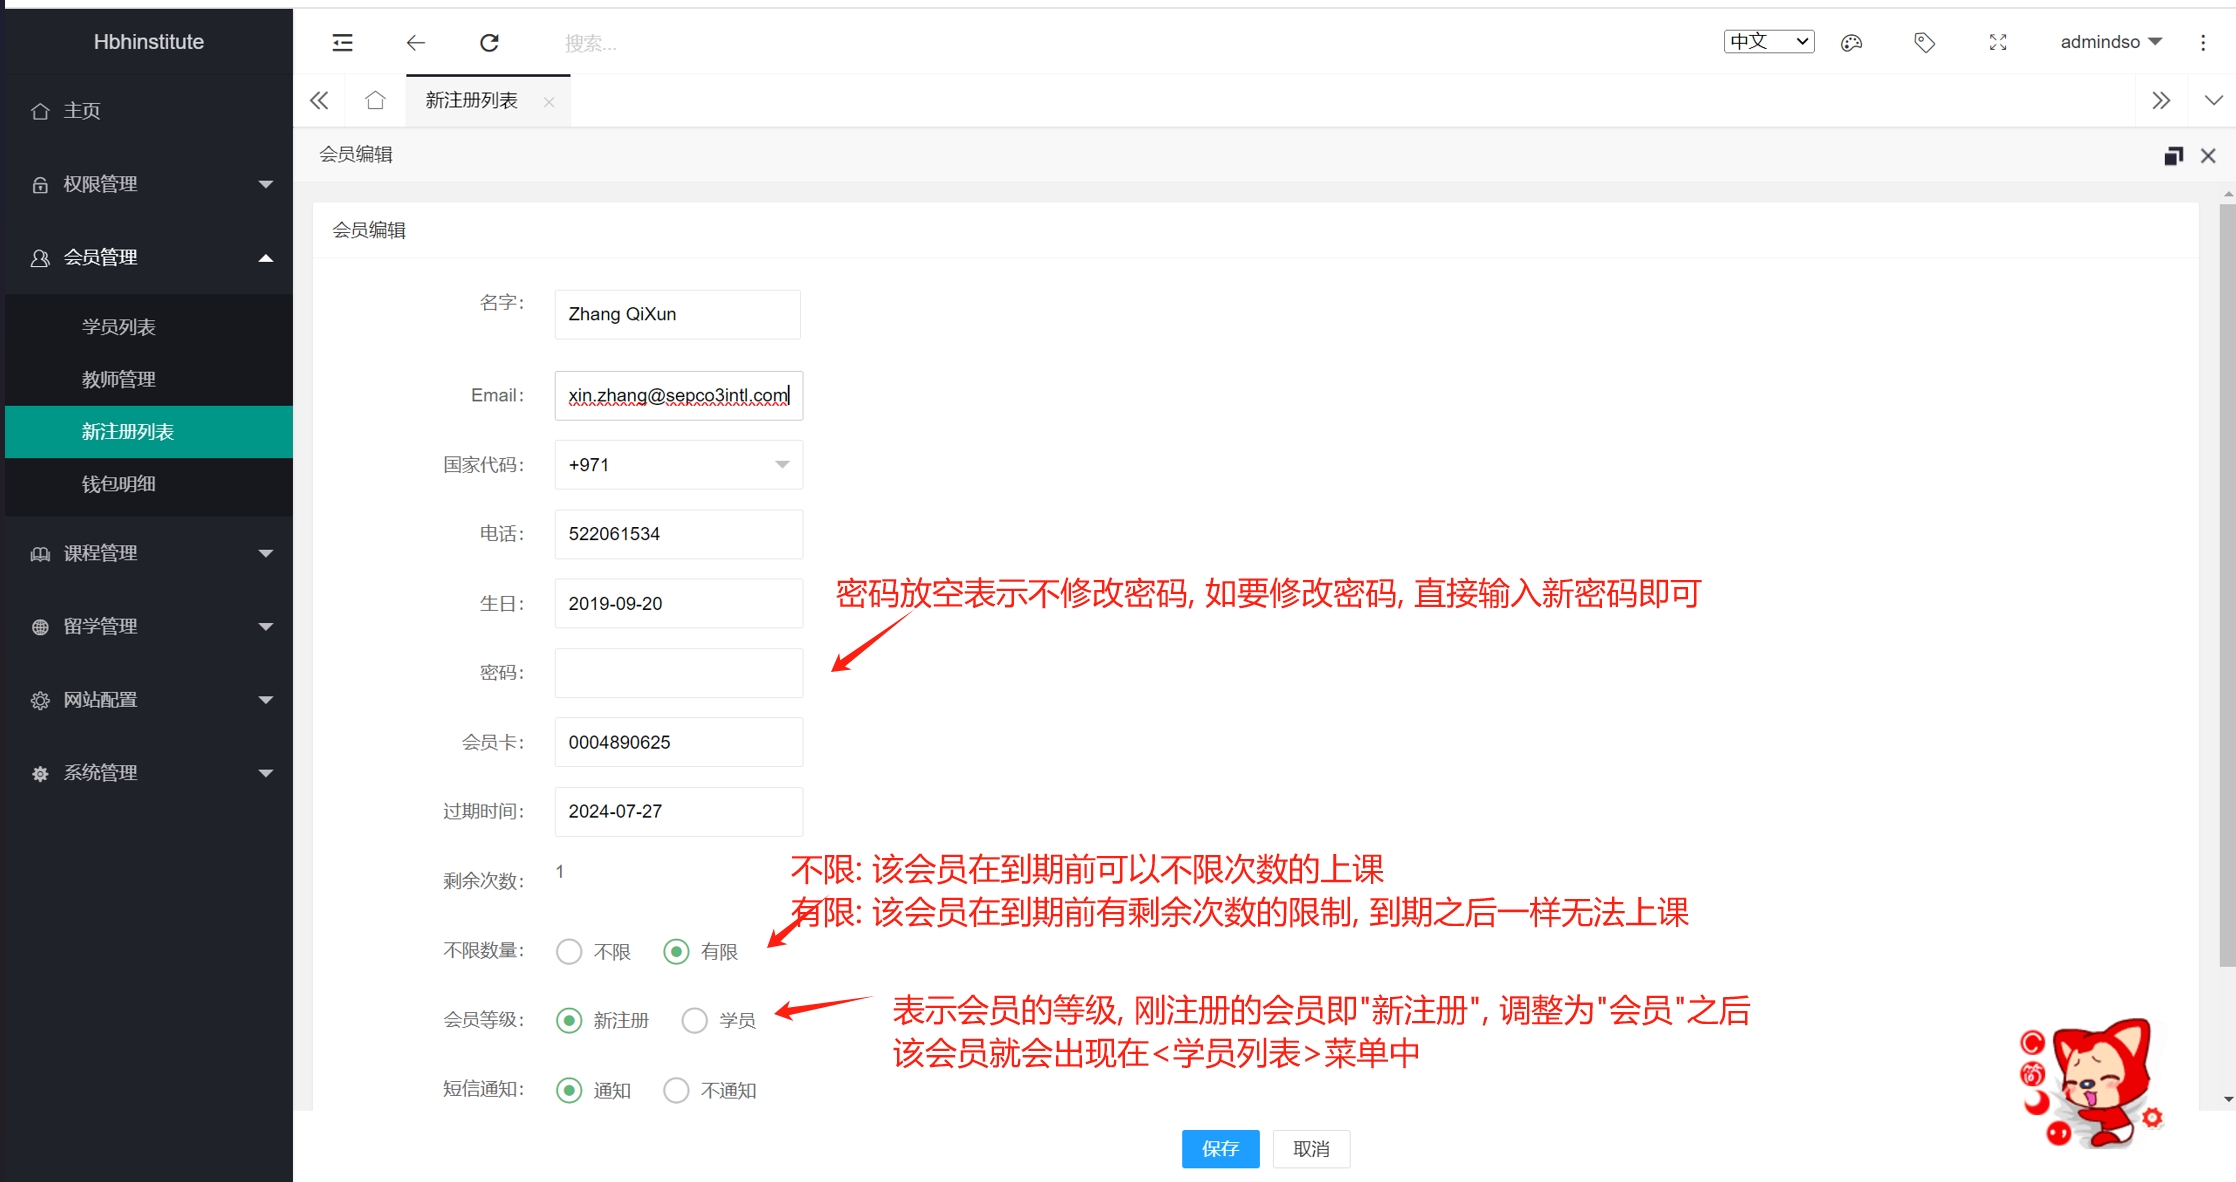 Hbhinstitute
搜索...
中文
admindso
主页
权限管理
会员管理
学员列表
教师管理
新注册列表
钱包明细
课程管理
留学管理
网站配置
系统管理
新注册列表
会员编辑
会员编辑
名字: Zhang QiXun
Email: xin.zhang@sepco3intl.com
国家代码: +971
电话: 522061534
生日: 2019-09-20
密码放空表示不修改密码, 如要修改密码, 直接输入新密码即可
密码:
会员卡: 0004890625
过期时间: 2024-07-27
剩余次数: 1
不限: 该会员在到期前可以不限次数的上课
有限: 该会员在到期前有剩余次数的限制, 到期之后一样无法上课
不限数量: 不限 有限
会员等级: 新注册 学员
表示会员的等级, 刚注册的会员即"新注册", 调整为"会员"之后
该会员就会出现在<学员列表>菜单中
短信通知: 通知 不通知
保存 取消
简